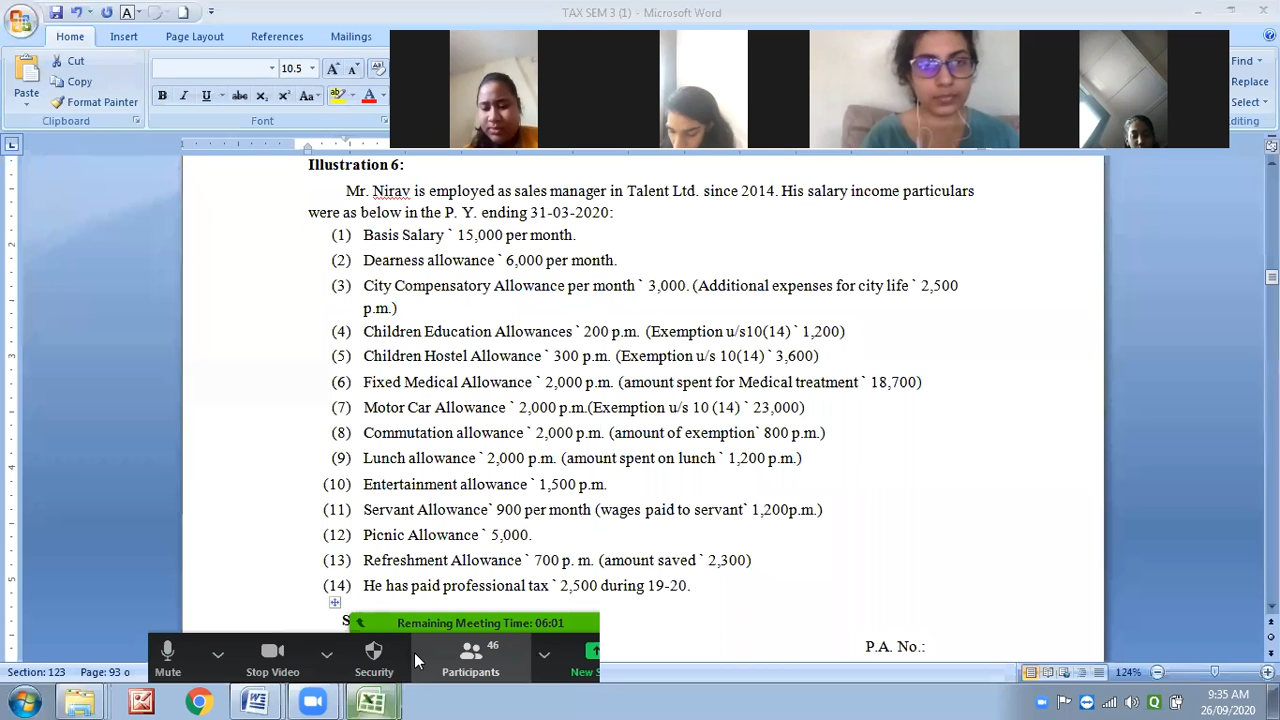 TAX SEM 3 (1) - Microsoft Word
Home Insert Page Layout References Mailings
Paste Cut
Copy
Format Painter
Clipboard
10.5
B I U abc X₂ X² Aa A
Font
Find
Replace
Select
Editing
Illustration 6:
Mr. Nirav is employed as sales manager in Talent Ltd. since 2014. His salary income particulars
were as below in the P. Y. ending 31-03-2020:
(1) Basis Salary ` 15,000 per month.
(2) Dearness allowance ` 6,000 per month.
(3) City Compensatory Allowance per month ` 3,000. (Additional expenses for city life ` 2,500
p.m.)
(4) Children Education Allowances ` 200 p.m. (Exemption u/s10(14) ` 1,200)
(5) Children Hostel Allowance ` 300 p.m. (Exemption u/s 10(14) ` 3,600)
(6) Fixed Medical Allowance ` 2,000 p.m. (amount spent for Medical treatment ` 18,700)
(7) Motor Car Allowance ` 2,000 p.m.(Exemption u/s 10 (14) ` 23,000)
(8) Commutation allowance ` 2,000 p.m. (amount of exemption` 800 p.m.)
(9) Lunch allowance ` 2,000 p.m. (amount spent on lunch ` 1,200 p.m.)
(10) Entertainment allowance ` 1,500 p.m.
(11) Servant Allowance` 900 per month (wages paid to servant` 1,200p.m.)
(12) Picnic Allowance ` 5,000.
(13) Refreshment Allowance ` 700 p. m. (amount saved ` 2,300)
(14) He has paid professional tax ` 2,500 during 19-20.
Remaining Meeting Time: 06:01
P.A. No.:
46
Mute Stop Video Security Participants New S
Section: 123 Page: 93 o
124%
9:35 AM
26/09/2020